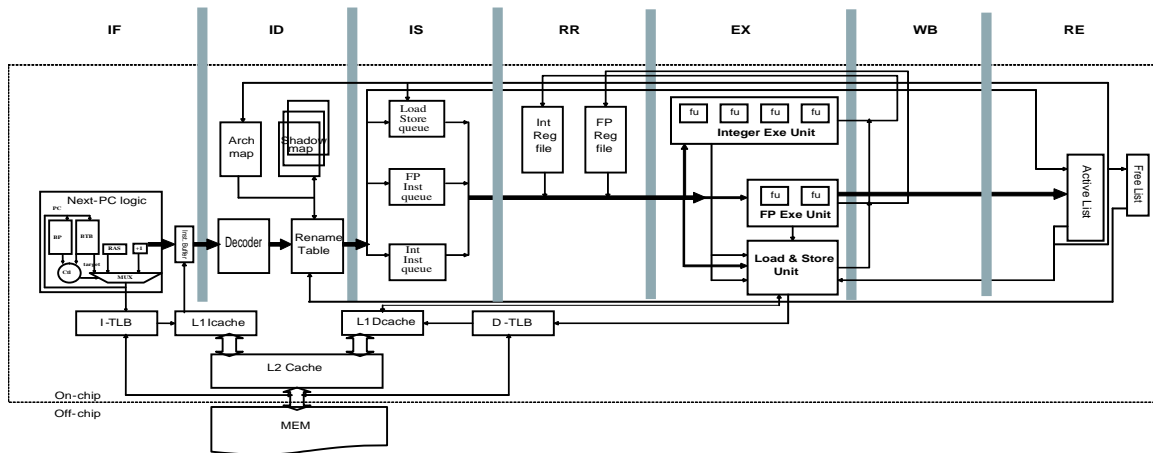 IF
ID
IS
RR
EX
WB
RE
Next-PC logic
PC
BP
BTB
RAS
+1
Ctl
target
MUX
Inst. Buffer
Decoder
Arch
map
Shadow
map
Rename
Table
Load
Store
queue
FP
Inst
queue
Int
Inst
queue
Int
Reg
file
FP
Reg
file
fu
fu
fu
fu
Integer Exe Unit
fu
fu
FP Exe Unit
Load & Store
Unit
Active List
Free List
I-TLB
L1 Icache
L1 Dcache
D-TLB
L2 Cache
On-chip
Off-chip
MEM